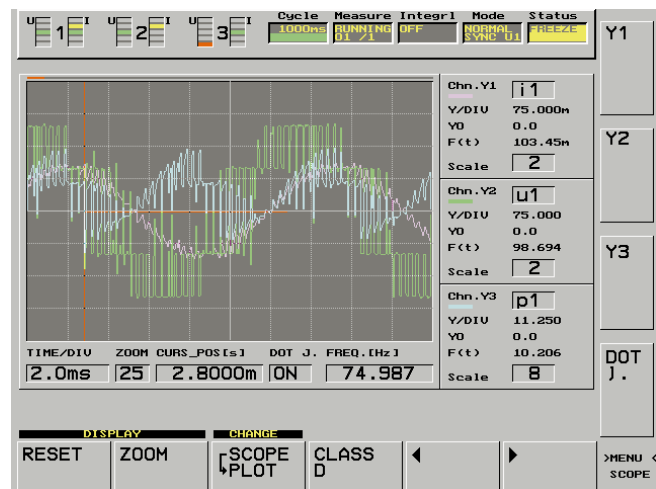 Cycle Measure Integrl Mode Status
U 1 I U 2 I U 3 I 1000ms RUNNING OFF NORMAL FREEZE
01 /1 SYNC U1
Y1
Chn.Y1 i1
Y/DIV 75.000m
Y0 0.0
F(t) 103.45m
Scale 2
Y2
Chn.Y2 u1
Y/DIV 75.000
Y0 0.0
F(t) 98.694
Scale 2
Y3
Chn.Y3 p1
Y/DIV 11.250
Y0 0.0
F(t) 10.206
Scale 8
TIME/DIV ZOOM CURS_POS[s] DOT J. FREQ.[Hz]
2.0ms 25 2.8000m ON 74.987
DOT
J.
DISPLAY CHANGE
RESET ZOOM SCOPE CLASS
PLOT D
>MENU <
SCOPE